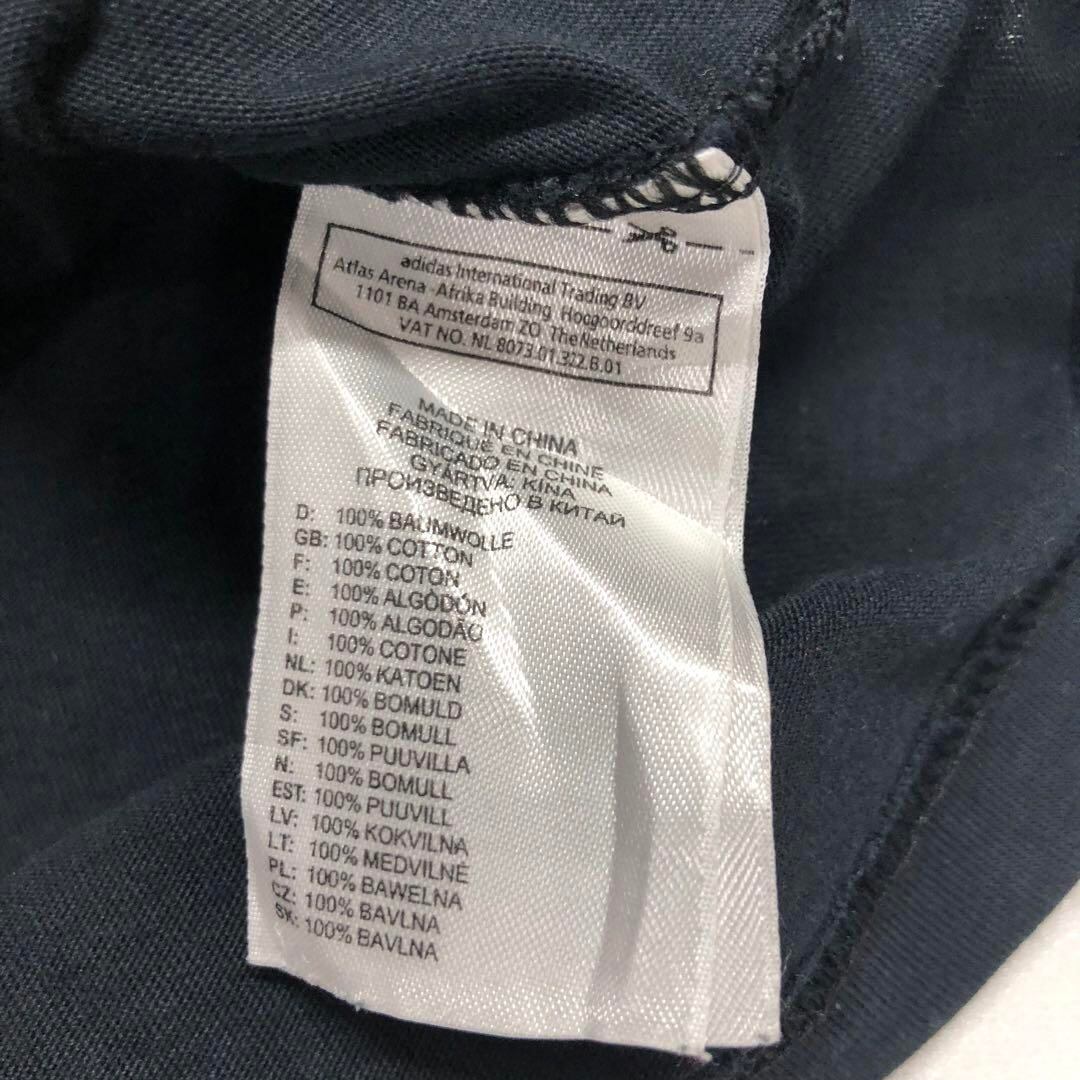 adidas International Trading BV
Atlas Arena - Afrika Building Hoogoorddreef 9a
1101 BA Amsterdam ZO The Netherlands
VAT NO. NL 8073.01.322.B.01
MADE IN CHINA
FABRIQUÉ EN CHINE
FABRICADO EN CHINA
GYÁRTVA: KÍNA
ПРОИЗВЕДЕНО В КИТАЙ
D: 100% BAUMWOLLE
GB: 100% COTTON
F: 100% COTON
E: 100% ALGÒDÓN
P: 100% ALGODÃO
I: 100% COTONE
NL: 100% KATOEN
DK: 100% BOMULD
S: 100% BOMULL
SF: 100% PUUVILLA
N: 100% BOMULL
EST: 100% PUUVILL
LV: 100% KOKVILNA
LT: 100% MEDVILNĖ
PL: 100% BAWEŁNA
CZ: 100% BAVLNA
SK: 100% BAVLNA